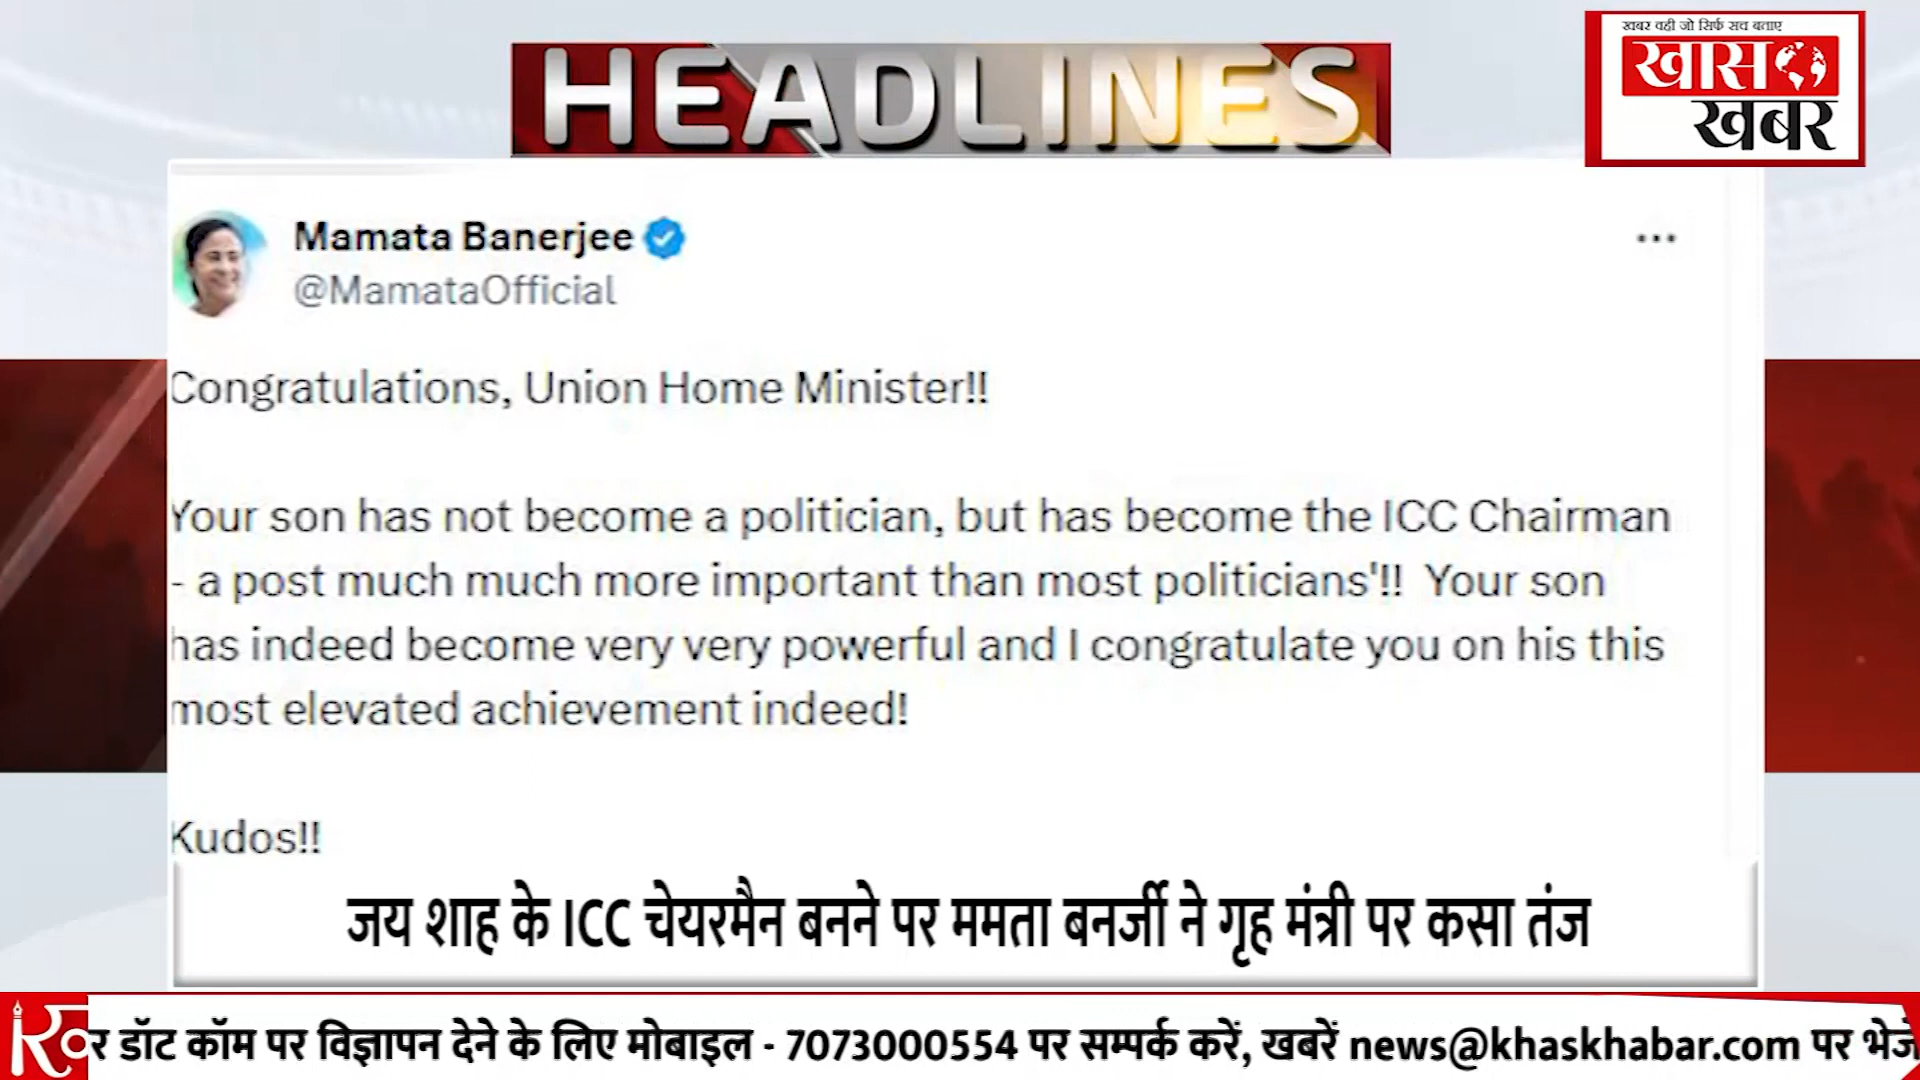 HEADLINES
खबर वही जो सिर्फ सच बताए
खास
खबर
Mamata Banerjee
@MamataOfficial
Congratulations, Union Home Minister!!
Your son has not become a politician, but has become the ICC Chairman
- a post much much more important than most politicians'!! Your son
has indeed become very very powerful and I congratulate you on his this
most elevated achievement indeed!
Kudos!!
जय शाह के ICC चेयरमैन बनने पर ममता बनर्जी ने गृह मंत्री पर कसा तंज
र डॉट कॉम पर विज्ञापन देने के लिए मोबाइल - 7073000554 पर सम्पर्क करें, खबरें news@khaskhabar.com पर भेजें